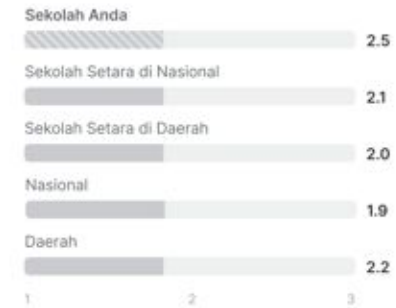 Sekolah Anda
2.5
Sekolah Setara di Nasional
2.1
Sekolah Setara di Daerah
2.0
Nasional
1.9
Daerah
2.2
1 2 3